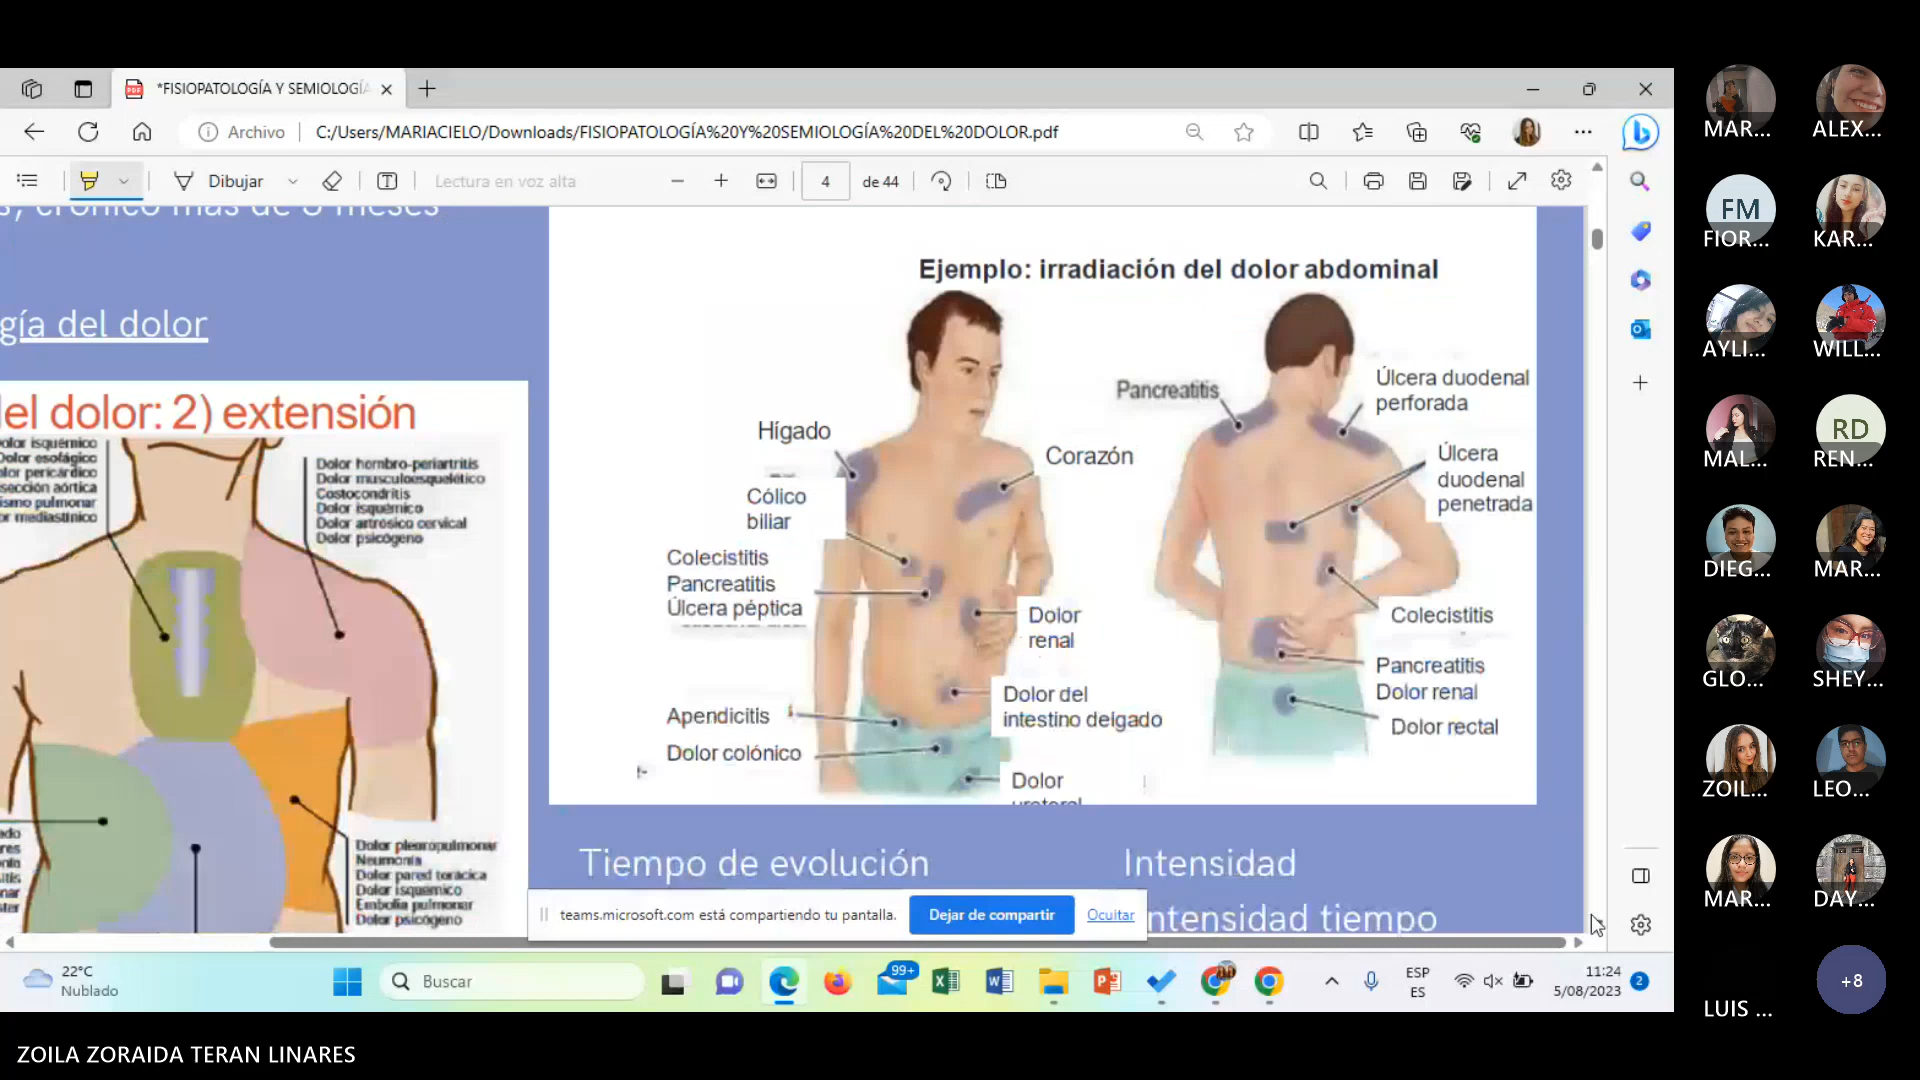 *FISIOPATOLOGÍA Y SEMIOLOGÍA
Archivo
C:/Users/MARIACIELO/Downloads/FISIOPATOLOGÍA%20Y%20SEMIOLOGÍA%20DEL%20DOLOR.pdf
Dibujar
Lectura en voz alta
4
de 44
gía del dolor
el dolor: 2) extensión
Dolor hombro-periartritis
Dolor musculoesquelético
Costocondritis
Dolor isquémico
Dolor artrósico cervical
Dolor psicógeno
Dolor pleuropulmonar
Neumonía
Dolor pared torácica
Dolor isquémico
Embolia pulmonar
Dolor psicógeno
Ejemplo: irradiación del dolor abdominal
Hígado
Cólico
biliar
Colecistitis
Pancreatitis
Úlcera péptica
Apendicitis
Dolor colónico
Corazón
Dolor
renal
Dolor del
intestino delgado
Dolor
Pancreatitis
Úlcera duodenal
perforada
Úlcera
duodenal
penetrada
Colecistitis
Pancreatitis
Dolor renal
Dolor rectal
Tiempo de evolución
Intensidad
ntensidad tiempo
teams.microsoft.com está compartiendo tu pantalla.
Dejar de compartir
Ocultar
22°C
Nublado
Buscar
99+
ESP
ES
11:24
5/08/2023
2
MAR...
ALEX...
FM
FIOR...
KAR...
AYLI...
WILL...
MAL...
RD
REN...
DIEG...
MAR...
GLO...
SHEY...
ZOIL...
LEO...
MAR...
DAY...
LUIS ...
+8
ZOILA ZORAIDA TERAN LINARES